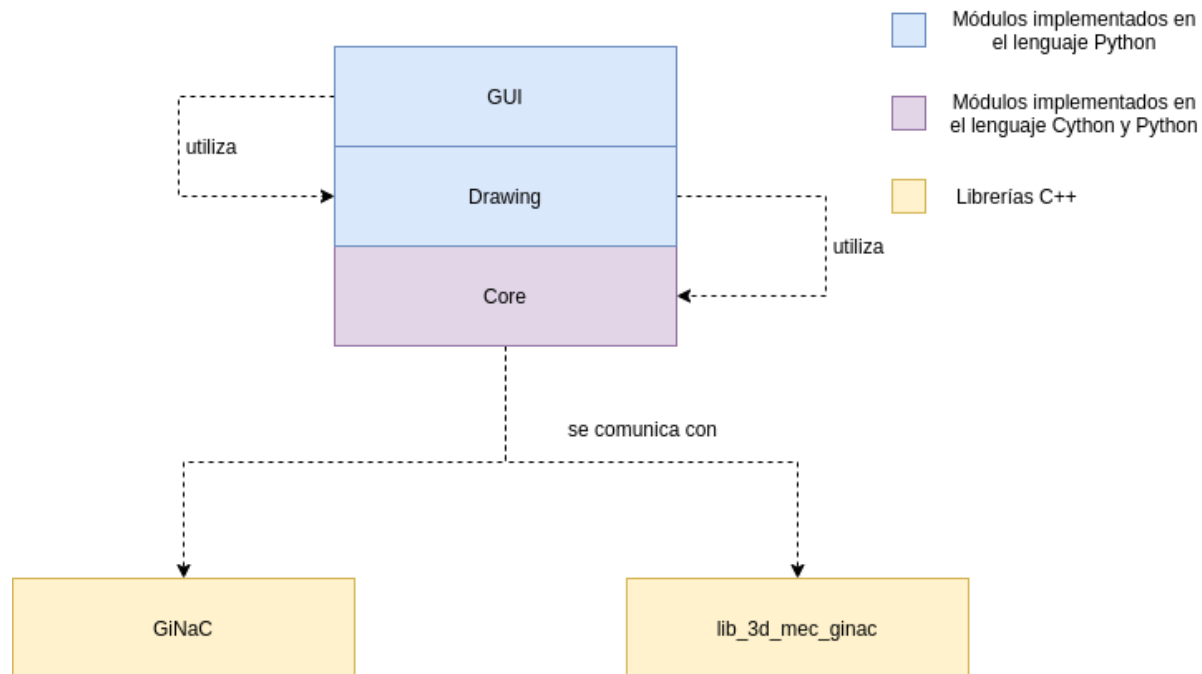 Módulos implementados en
el lenguaje Python
GUI
Módulos implementados en
el lenguaje Cython y Python
utiliza
Drawing
Librerías C++
utiliza
Core
se comunica con
GiNaC
lib_3d_mec_ginac